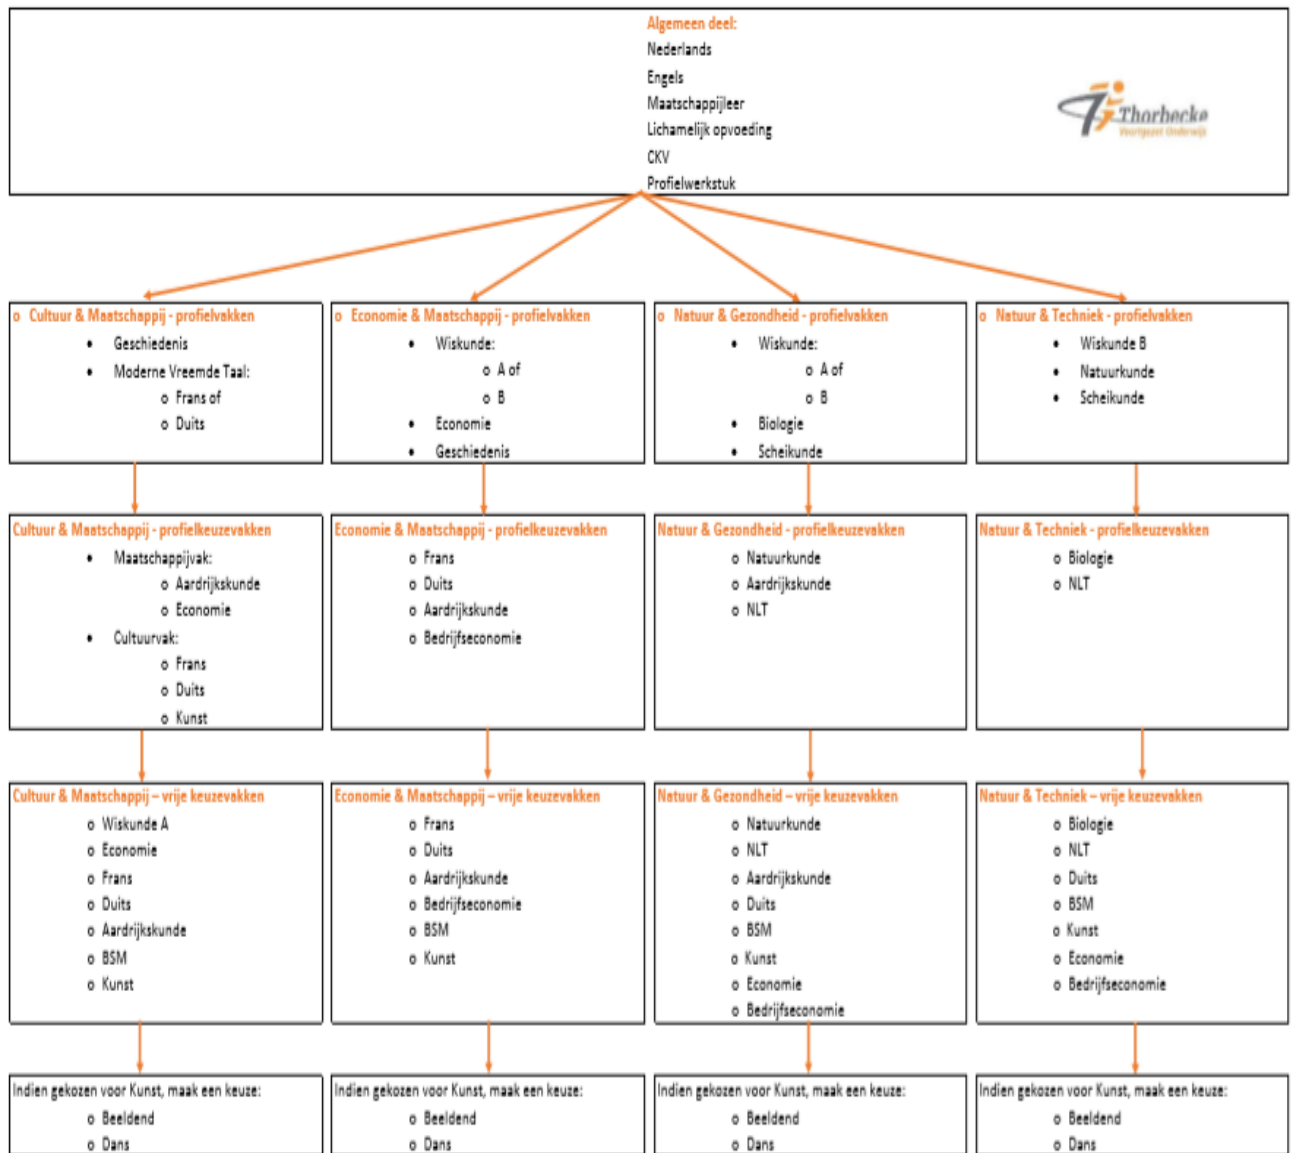 Algemeen deel:
Nederlands
Engels
Maatschappijleer
Lichamelijk opvoeding
CKV
Profielwerkstuk
Thorbecke
Voortgezet Onderwijs
o Cultuur & Maatschappij - profielvakken
• Geschiedenis
• Moderne Vreemde Taal:
o Frans of
o Duits
o Economie & Maatschappij - profielvakken
• Wiskunde:
o A of
o B
• Economie
• Geschiedenis
o Natuur & Gezondheid - profielvakken
• Wiskunde:
o A of
o B
• Biologie
• Scheikunde
o Natuur & Techniek - profielvakken
• Wiskunde B
• Natuurkunde
• Scheikunde
Cultuur & Maatschappij - profielkeuzevakken
• Maatschappijvak:
o Aardrijkskunde
o Economie
• Cultuurvak:
o Frans
o Duits
o Kunst
Economie & Maatschappij - profielkeuzevakken
o Frans
o Duits
o Aardrijkskunde
o Bedrijfseconomie
Natuur & Gezondheid - profielkeuzevakken
o Natuurkunde
o Aardrijkskunde
o NLT
Natuur & Techniek - profielkeuzevakken
o Biologie
o NLT
Cultuur & Maatschappij – vrije keuzevakken
o Wiskunde A
o Economie
o Frans
o Duits
o Aardrijkskunde
o BSM
o Kunst
Economie & Maatschappij – vrije keuzevakken
o Frans
o Duits
o Aardrijkskunde
o Bedrijfseconomie
o BSM
o Kunst
Natuur & Gezondheid – vrije keuzevakken
o Natuurkunde
o NLT
o Aardrijkskunde
o Duits
o BSM
o Kunst
o Economie
o Bedrijfseconomie
Natuur & Techniek – vrije keuzevakken
o Biologie
o NLT
o Duits
o BSM
o Kunst
o Economie
o Bedrijfseconomie
Indien gekozen voor Kunst, maak een keuze:
o Beeldend
o Dans
Indien gekozen voor Kunst, maak een keuze:
o Beeldend
o Dans
Indien gekozen voor Kunst, maak een keuze:
o Beeldend
o Dans
Indien gekozen voor Kunst, maak een keuze:
o Beeldend
o Dans